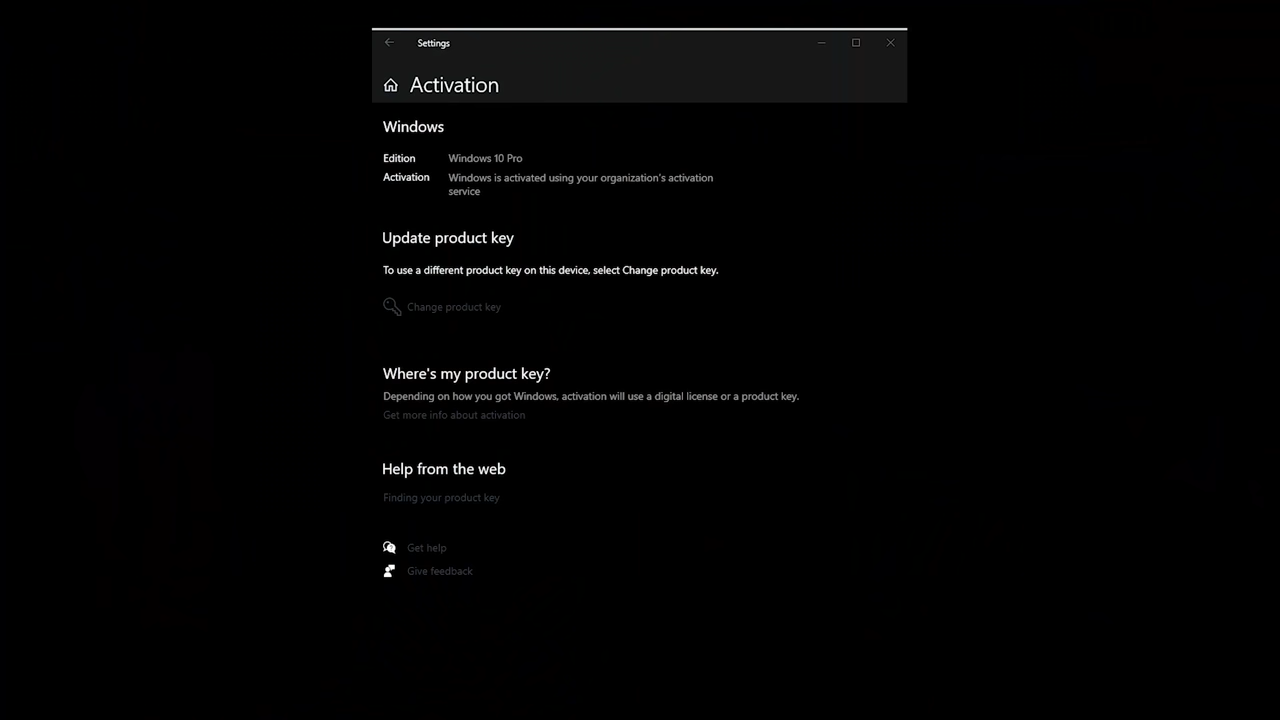 Settings
Activation
Windows
Edition Windows 10 Pro
Activation Windows is activated using your organization's activation
service
Update product key
To use a different product key on this device, select Change product key.
Change product key
Where's my product key?
Depending on how you got Windows, activation will use a digital license or a product key.
Get more info about activation
Help from the web
Finding your product key
Get help
Give feedback